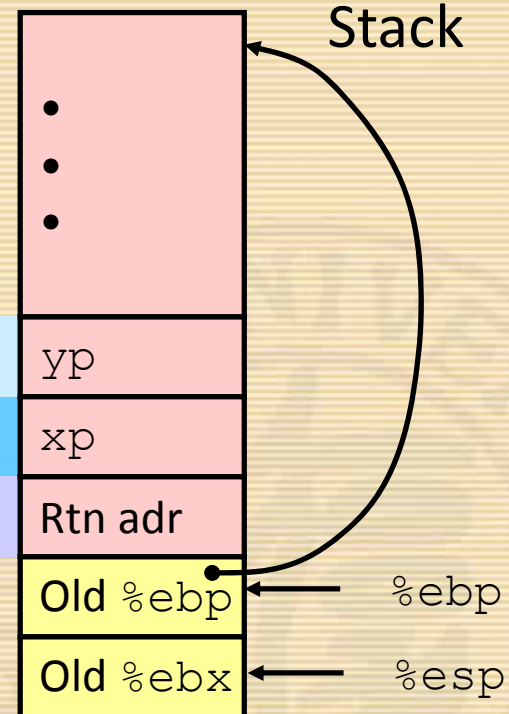 Stack
•
•
•
yp
xp
Rtn adr
Old %ebp %ebp
Old %ebx %esp